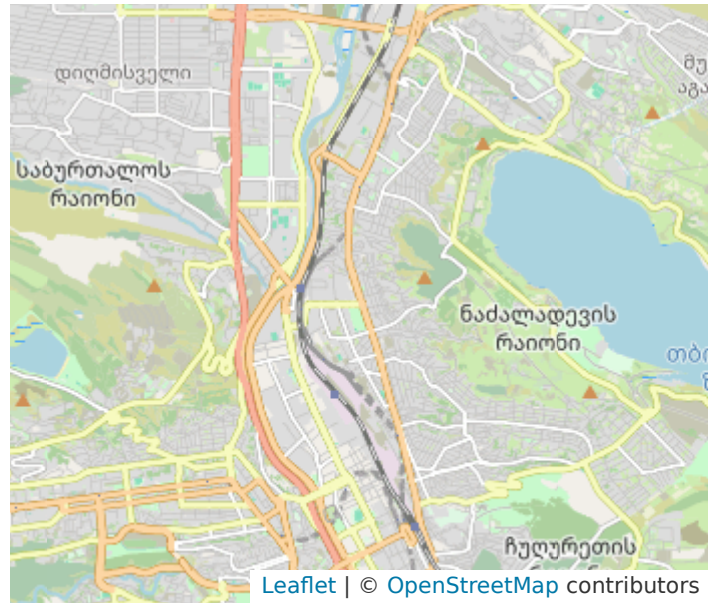 დიღმისველი
საბურთალოს
რაიონი
ნაძალადევის
რაიონი
ჩუღურეთის
Leaflet | © OpenStreetMap contributors